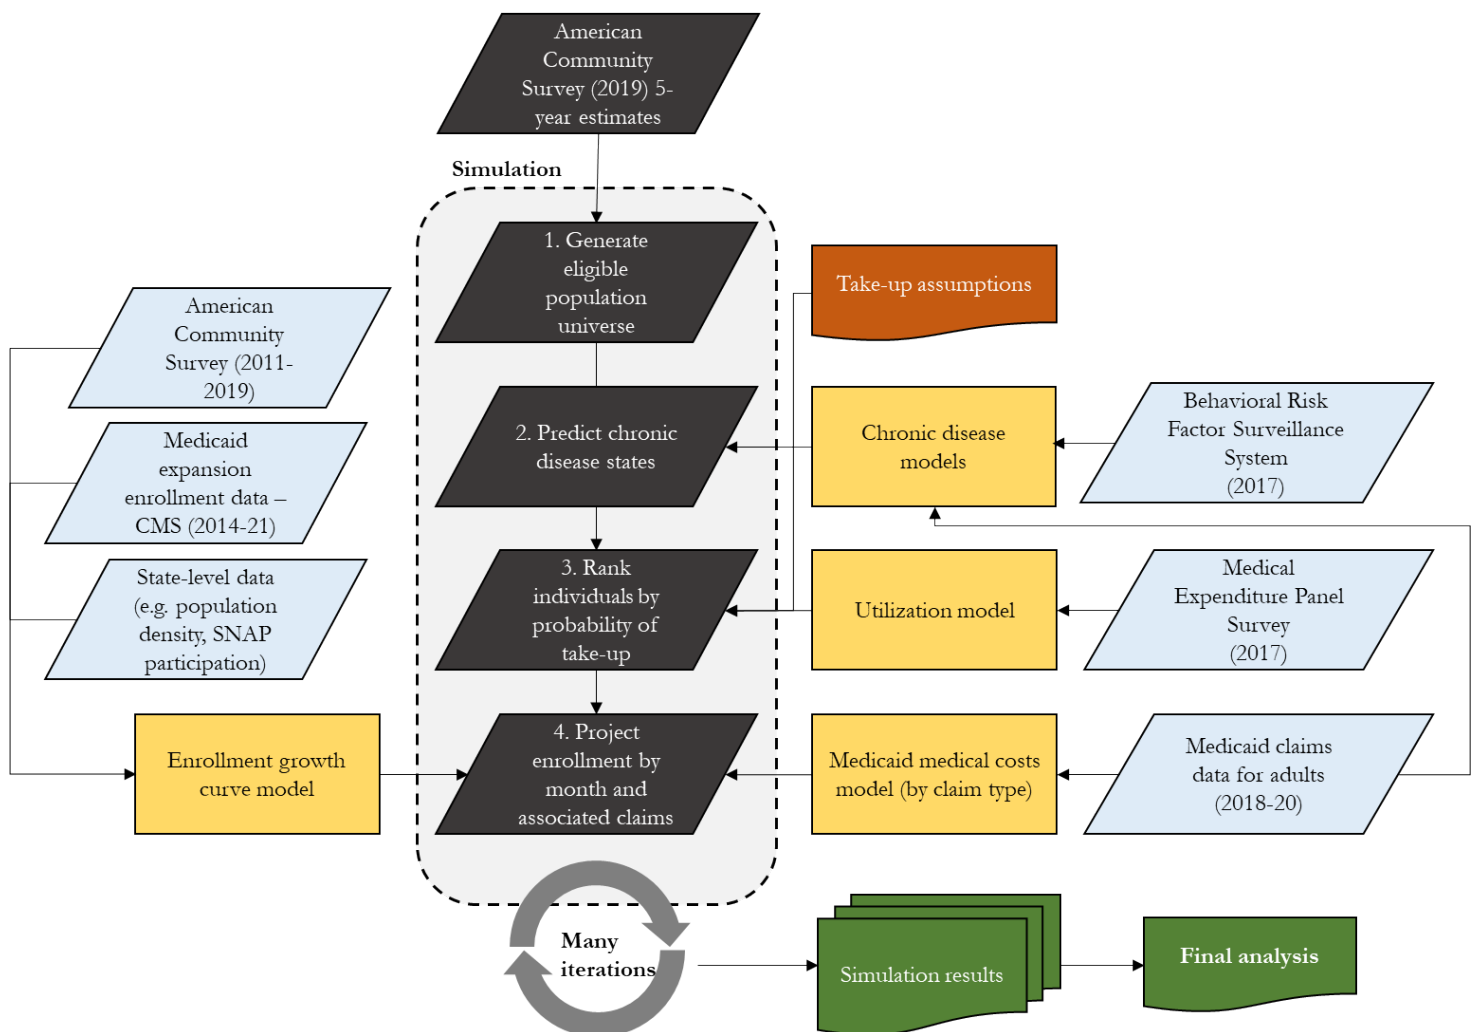 American
Community
Survey (2019) 5-
year estimates
Simulation
1. Generate
eligible
population
universe
Take-up assumptions
American
Community
Survey (2011-
2019)
2. Predict chronic
disease states
Chronic disease
models
Behavioral Risk
Factor Surveillance
System
(2017)
Medicaid
expansion
enrollment data –
CMS (2014-21)
3. Rank
individuals by
probability of
take-up
Utilization model
Medical
Expenditure Panel
Survey
(2017)
State-level data
(e.g. population
density, SNAP
participation)
Enrollment growth
curve model
4. Project
enrollment by
month and
associated claims
Medicaid medical costs
model (by claim type)
Medicaid claims
data for adults
(2018-20)
Many
iterations
Simulation results
Final analysis